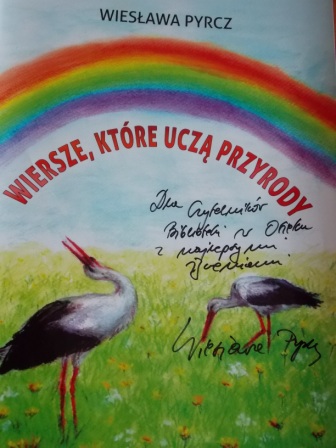 WIESŁAWA PYRCZ
WIERSZE, KTÓRE UCZĄ PRZYRODY
Dla Czytelników
Biblioteki w
z najlepszymi
życzeniami.
Wiesława Pyrcz